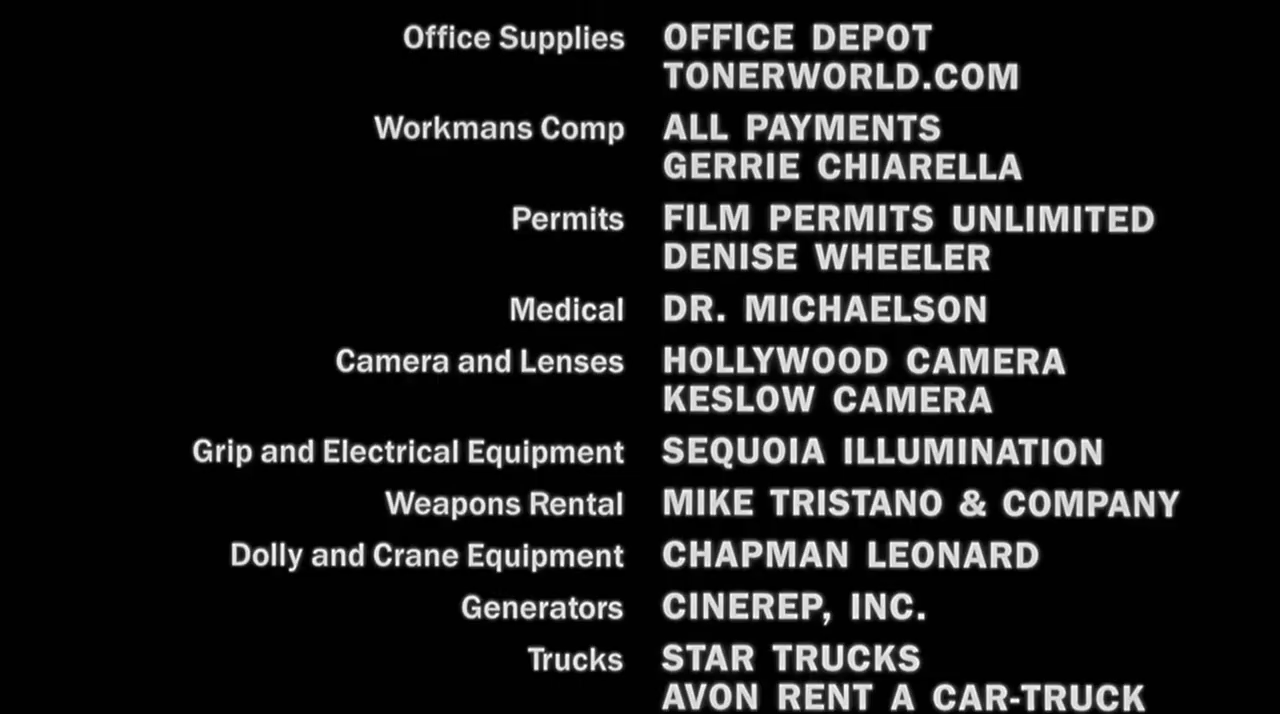 Office Supplies OFFICE DEPOT
TONERWORLD.COM
Workmans Comp ALL PAYMENTS
GERRIE CHIARELLA
Permits FILM PERMITS UNLIMITED
DENISE WHEELER
Medical DR. MICHAELSON
Camera and Lenses HOLLYWOOD CAMERA
KESLOW CAMERA
Grip and Electrical Equipment SEQUOIA ILLUMINATION
Weapons Rental MIKE TRISTANO & COMPANY
Dolly and Crane Equipment CHAPMAN LEONARD
Generators CINEREP, INC.
Trucks STAR TRUCKS
AVON RENT A CAR-TRUCK